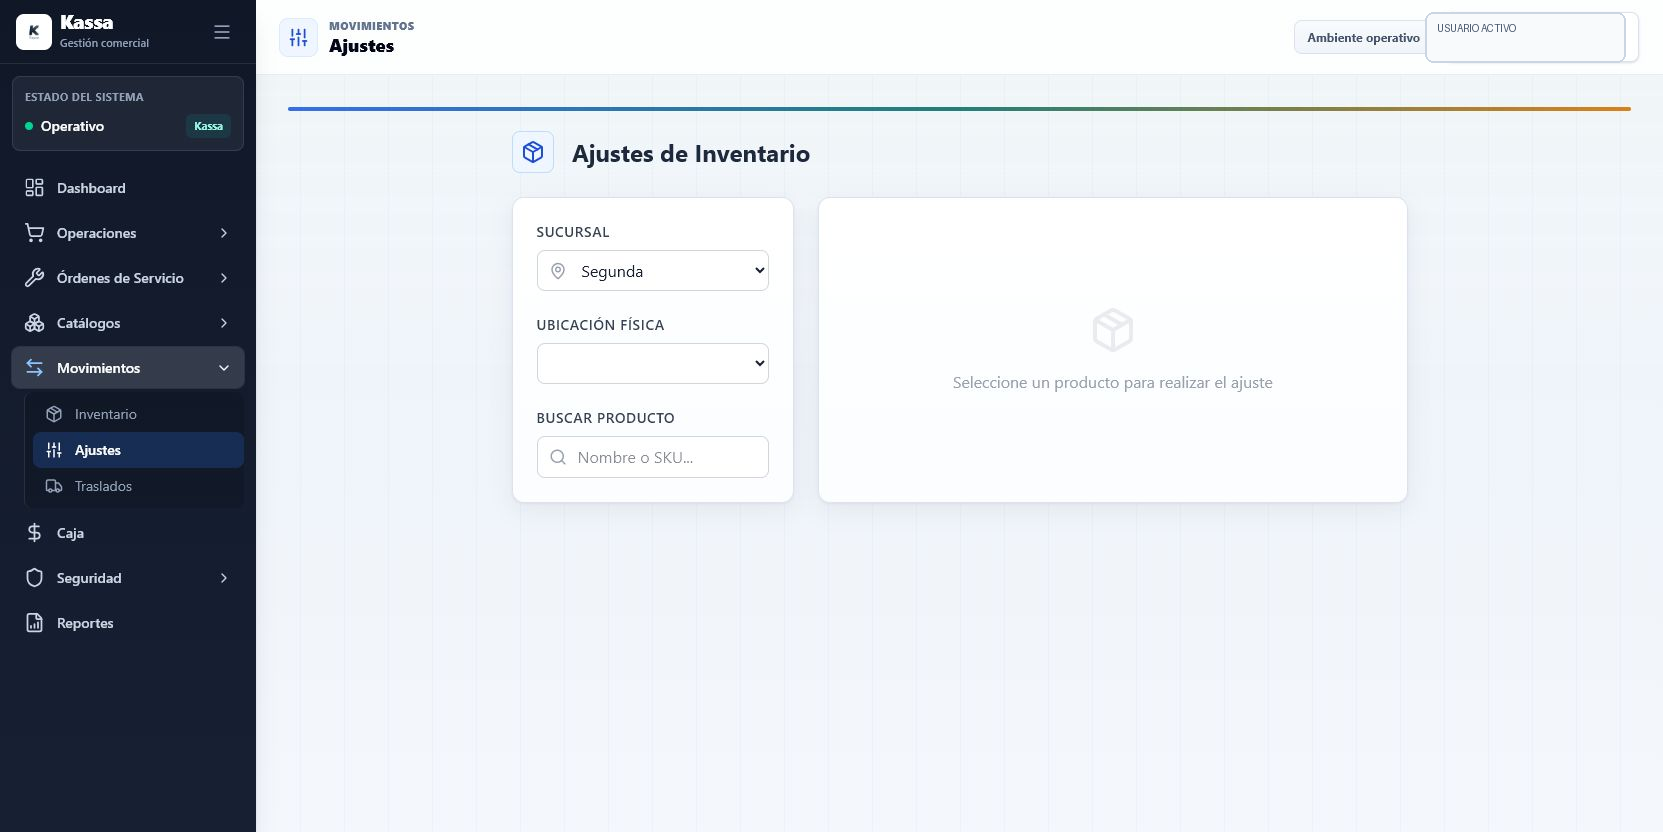 Kassa
Gestión comercial
ESTADO DEL SISTEMA
Operativo
Kassa
Dashboard
Operaciones
Órdenes de Servicio
Catálogos
Movimientos
Inventario
Ajustes
Traslados
Caja
Seguridad
Reportes
MOVIMIENTOS
Ajustes
Ambiente operativo
USUARIO ACTIVO
Ajustes de Inventario
SUCURSAL
Segunda
UBICACIÓN FÍSICA
BUSCAR PRODUCTO
Nombre o SKU...
Seleccione un producto para realizar el ajuste